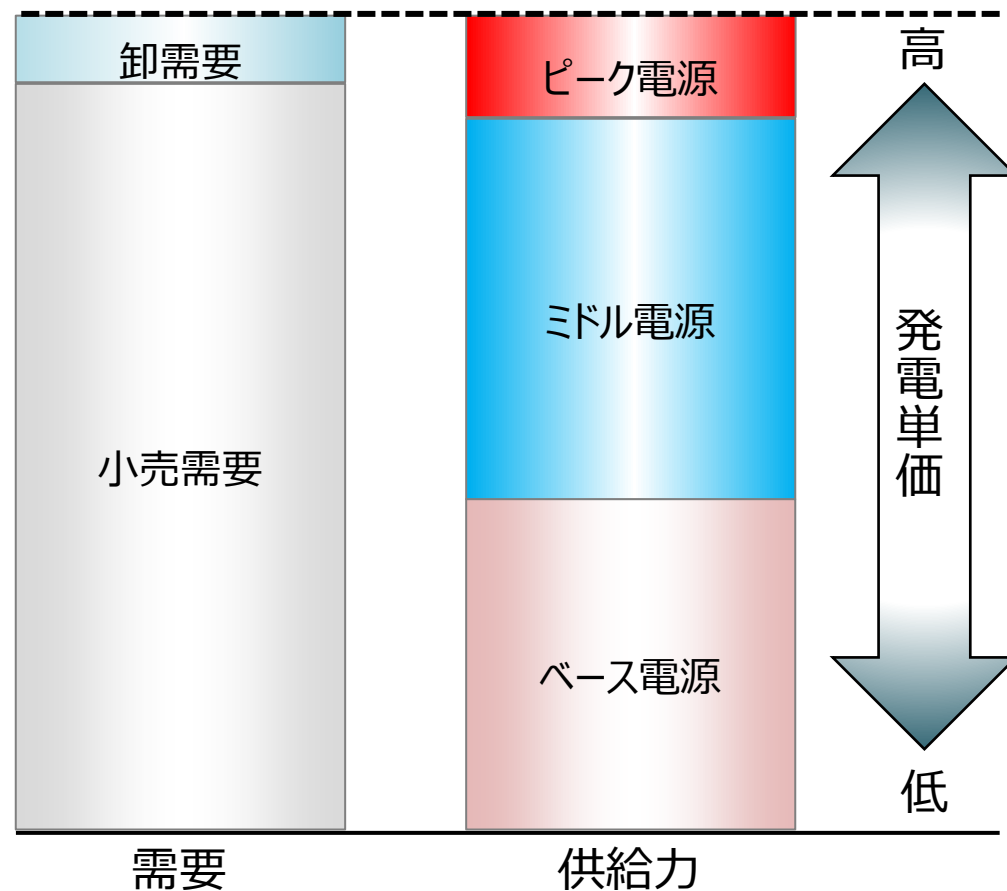 卸需要
小売需要
需要
ピーク電源
ミドル電源
ベース電源
供給力
高
発電単価
低